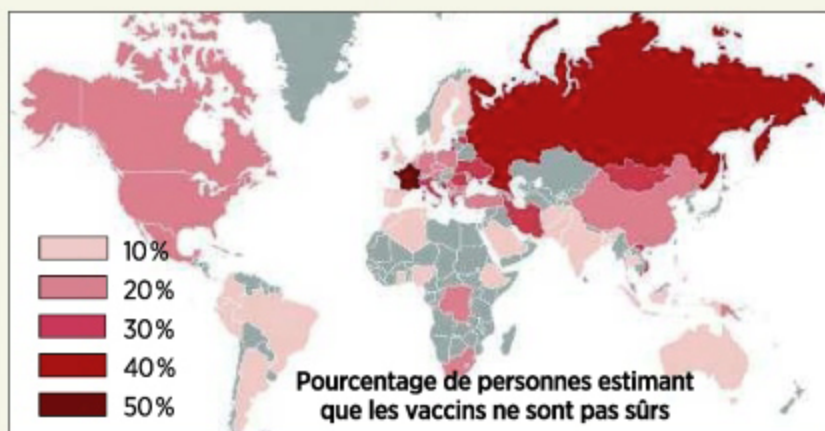 10%
20%
30%
40%
50%
Pourcentage de personnes estimant
que les vaccins ne sont pas sûrs